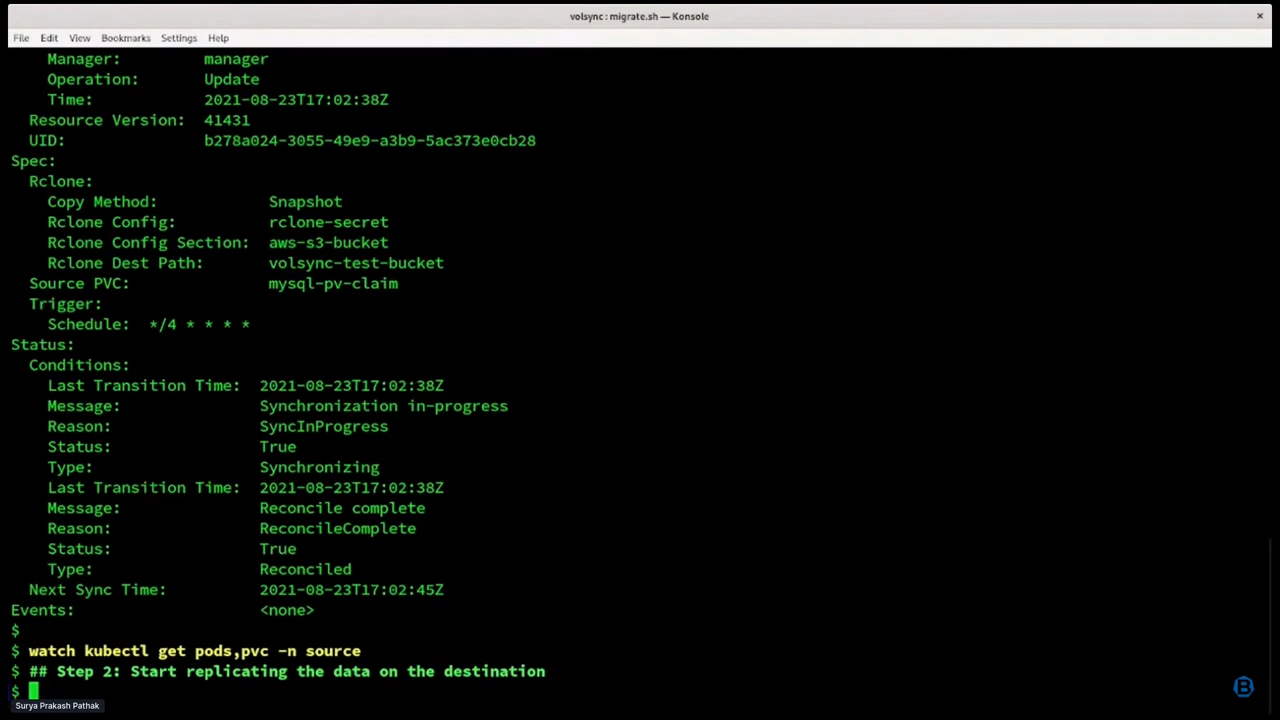 volsync : migrate.sh — Konsole
File Edit View Bookmarks Settings Help
Manager: manager
Operation: Update
Time: 2021-08-23T17:02:38Z
Resource Version: 41431
UID: b278a024-3055-49e9-a3b9-5ac373e0cb28
Spec:
Rclone:
Copy Method: Snapshot
Rclone Config: rclone-secret
Rclone Config Section: aws-s3-bucket
Rclone Dest Path: volsync-test-bucket
Source PVC: mysql-pv-claim
Trigger:
Schedule: */4 * * * *
Status:
Conditions:
Last Transition Time: 2021-08-23T17:02:38Z
Message: Synchronization in-progress
Reason: SyncInProgress
Status: True
Type: Synchronizing
Last Transition Time: 2021-08-23T17:02:38Z
Message: Reconcile complete
Reason: ReconcileComplete
Status: True
Type: Reconciled
Next Sync Time: 2021-08-23T17:02:45Z
Events: <none>
$
$ watch kubectl get pods,pvc -n source
$ ## Step 2: Start replicating the data on the destination
$
Surya Prakash Pathak
B